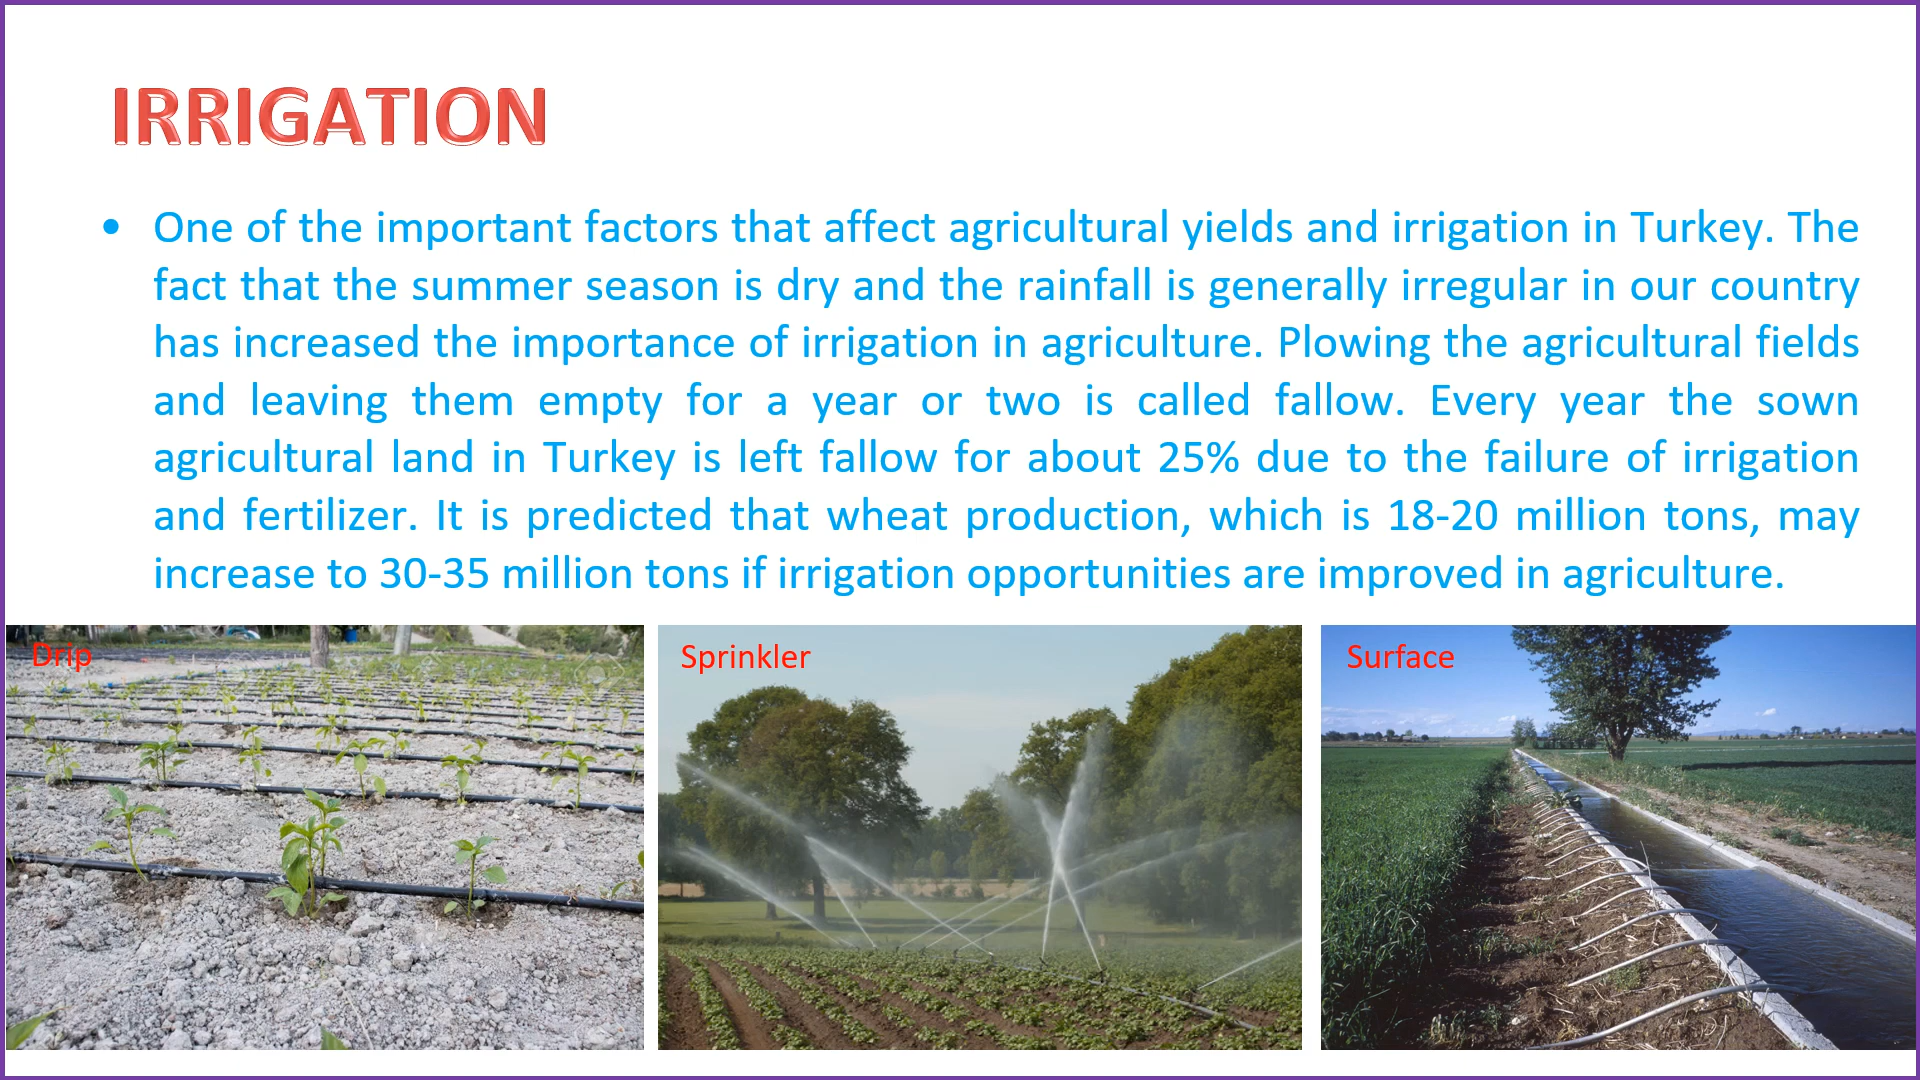 IRRIGATION
• One of the important factors that affect agricultural yields and irrigation in Turkey. The
fact that the summer season is dry and the rainfall is generally irregular in our country
has increased the importance of irrigation in agriculture. Plowing the agricultural fields
and leaving them empty for a year or two is called fallow. Every year the sown
agricultural land in Turkey is left fallow for about 25% due to the failure of irrigation
and fertilizer. It is predicted that wheat production, which is 18-20 million tons, may
increase to 30-35 million tons if irrigation opportunities are improved in agriculture.
Drip
Sprinkler
Surface